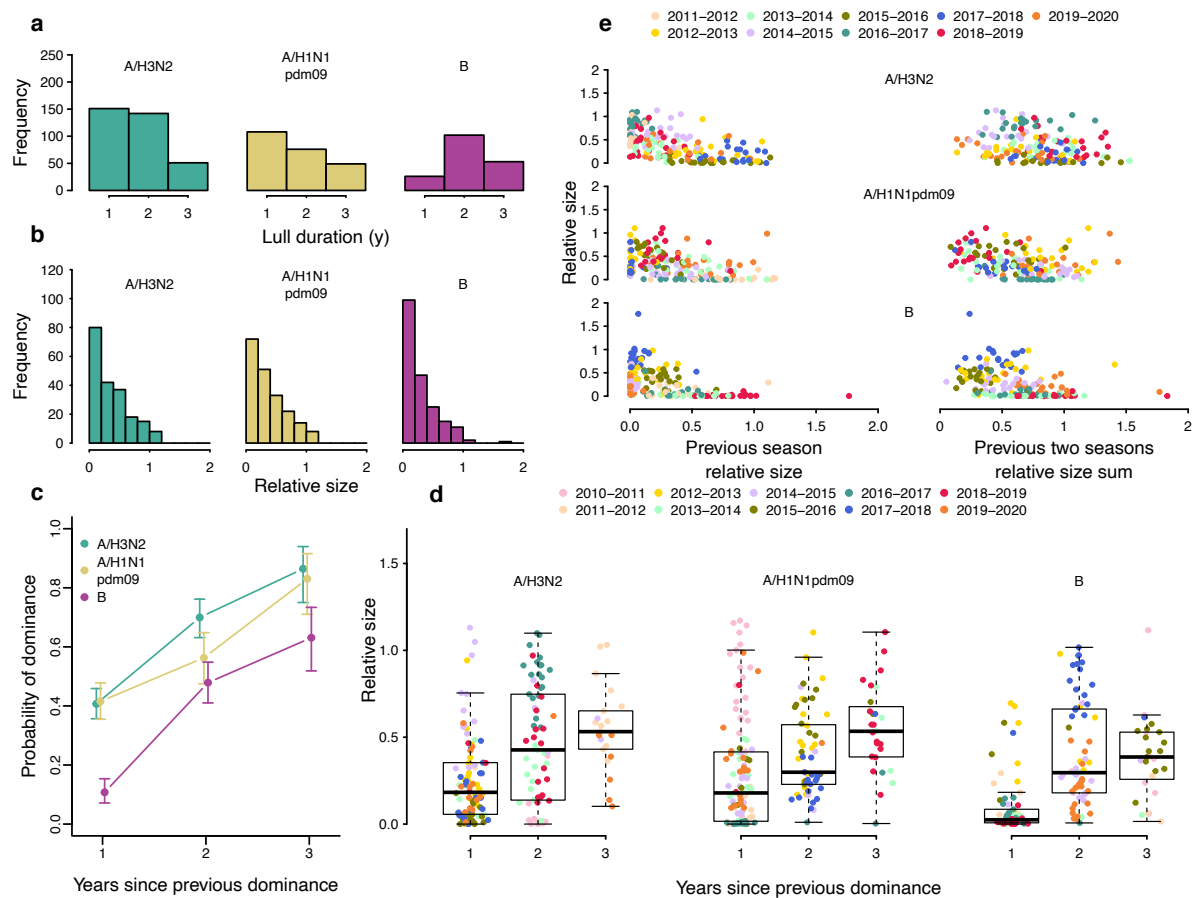 a
A/H3N2
A/H1N1
pdm09
B
Frequency
250
200
150
100
50
0
1 2 3
1 2 3
1 2 3
Lull duration (y)
b
A/H3N2
A/H1N1
pdm09
B
Frequency
120
100
80
60
40
20
0
0 1 2
0 1 2
0 1 2
Relative size
c
A/H3N2
A/H1N1
pdm09
B
Probability of dominance
1.0
0.8
0.6
0.4
0.2
0.0
1 2 3
Years since previous dominance
d
2010–2011 2012–2013 2014–2015 2016–2017 2018–2019
2011–2012 2013–2014 2015–2016 2017–2018 2019–2020
A/H3N2
A/H1N1pdm09
B
Relative size
1.5
1.0
0.5
0.0
1 2 3
1 2 3
1 2 3
Years since previous dominance
e
2011–2012 2013–2014 2015–2016 2017–2018 2019–2020
2012–2013 2014–2015 2016–2017 2018–2019
A/H3N2
2
1.5
1
0.5
0
A/H1N1pdm09
Relative size
2
1.5
1
0.5
0
B
2
1.5
1
0.5
0
0.0 0.5 1.0 1.5 2.0
0 0.5 1 1.5 2
Previous season
relative size
Previous two seasons
relative size sum